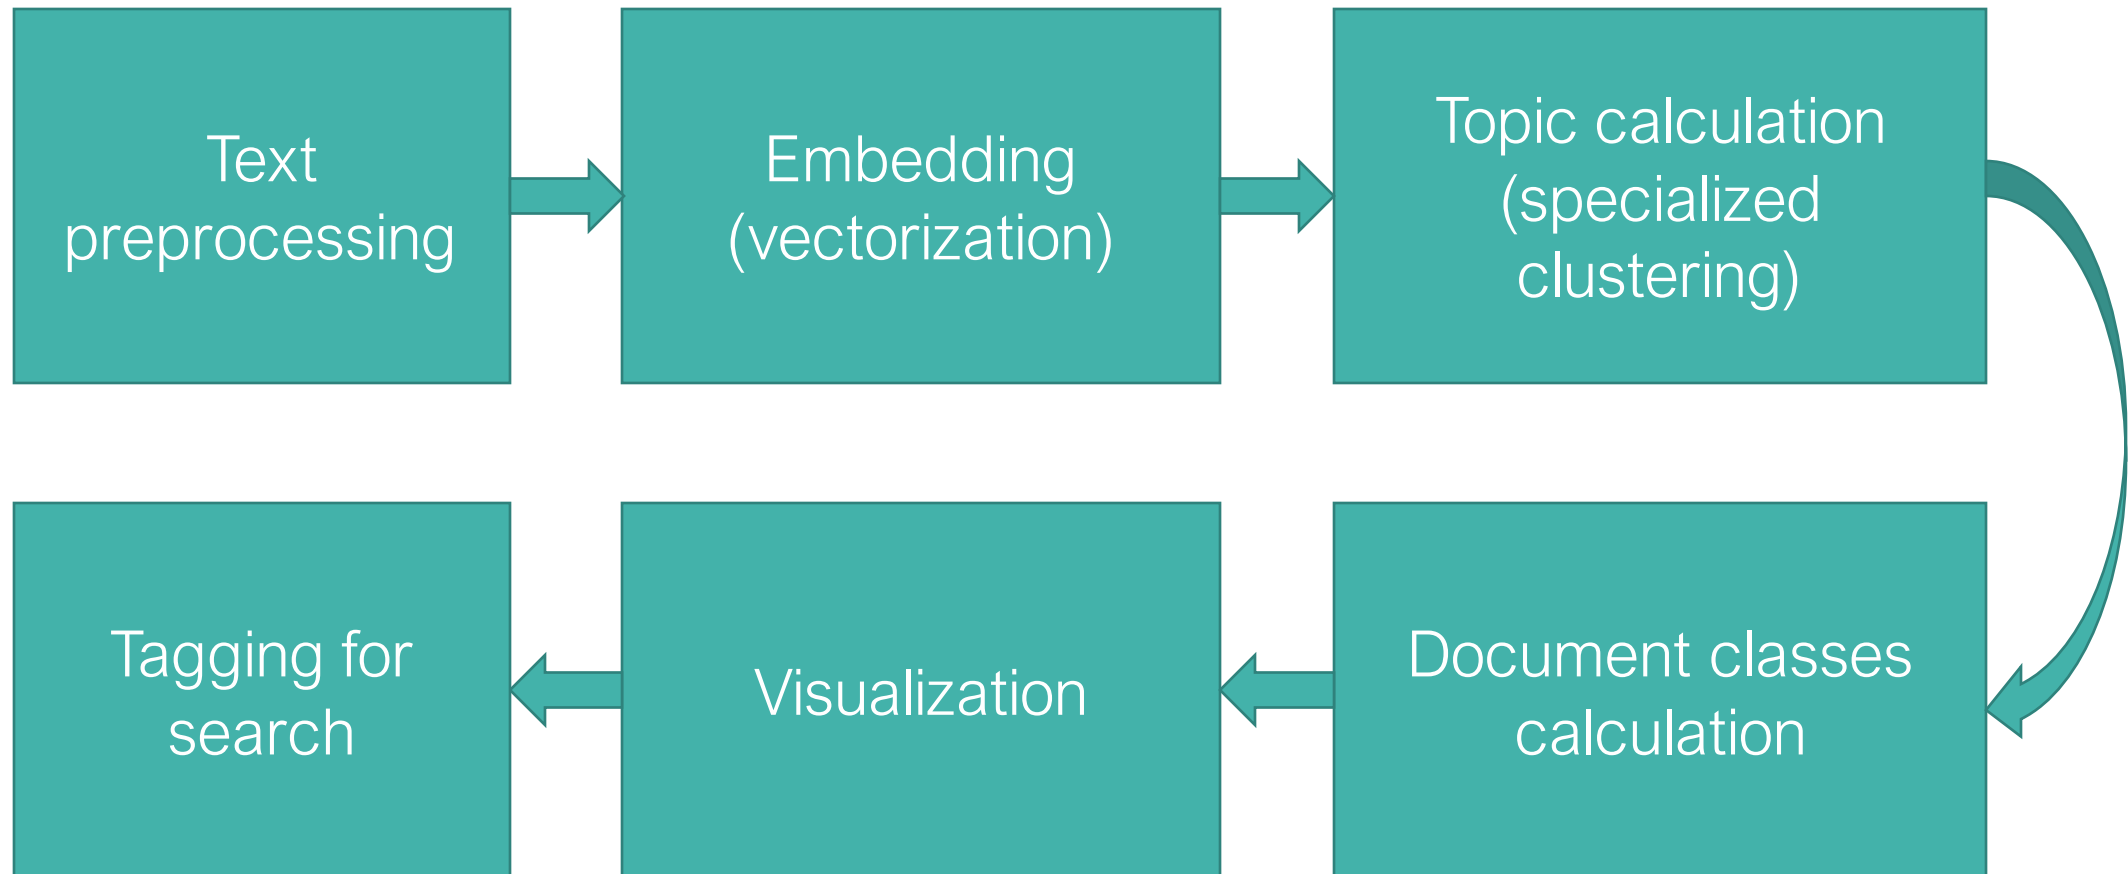 Text
preprocessing
Embedding
(vectorization)
Topic calculation
(specialized
clustering)
Document classes
calculation
Visualization
Tagging for
search